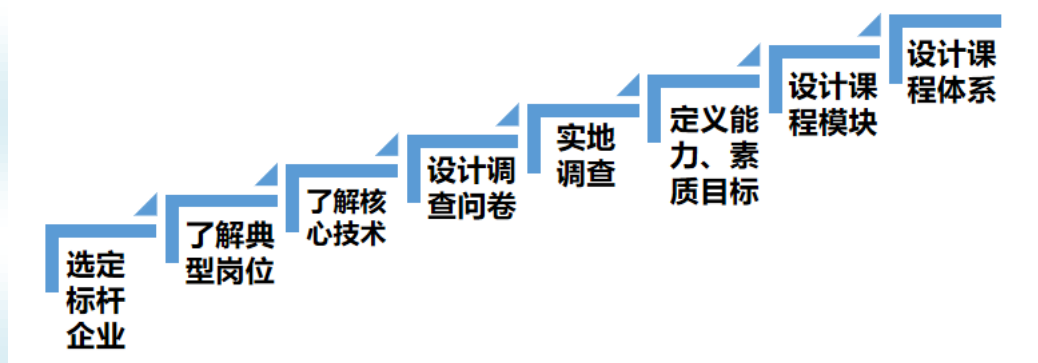 选定
标杆
企业
了解典
型岗位
了解核
心技术
设计调
查问卷
实地
调查
定义能
力、素
质目标
设计课
程模块
设计课
程体系